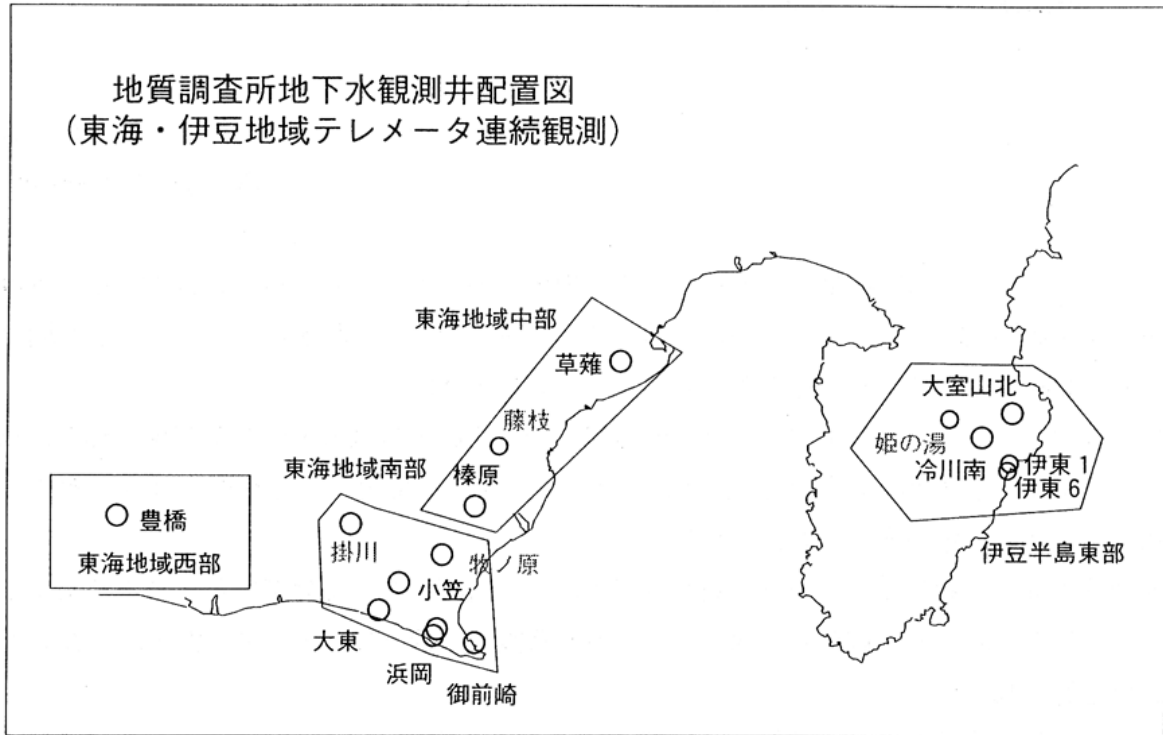 地質調査所地下水観測井配置図
（東海・伊豆地域テレメータ連続観測）
東海地域中部
草薙
藤枝
榛原
東海地域南部
掛川
牧ノ原
小笠
大東
浜岡
御前崎
豊橋
東海地域西部
大室山北
姫の湯
冷川南
伊東1
伊東6
伊豆半島東部